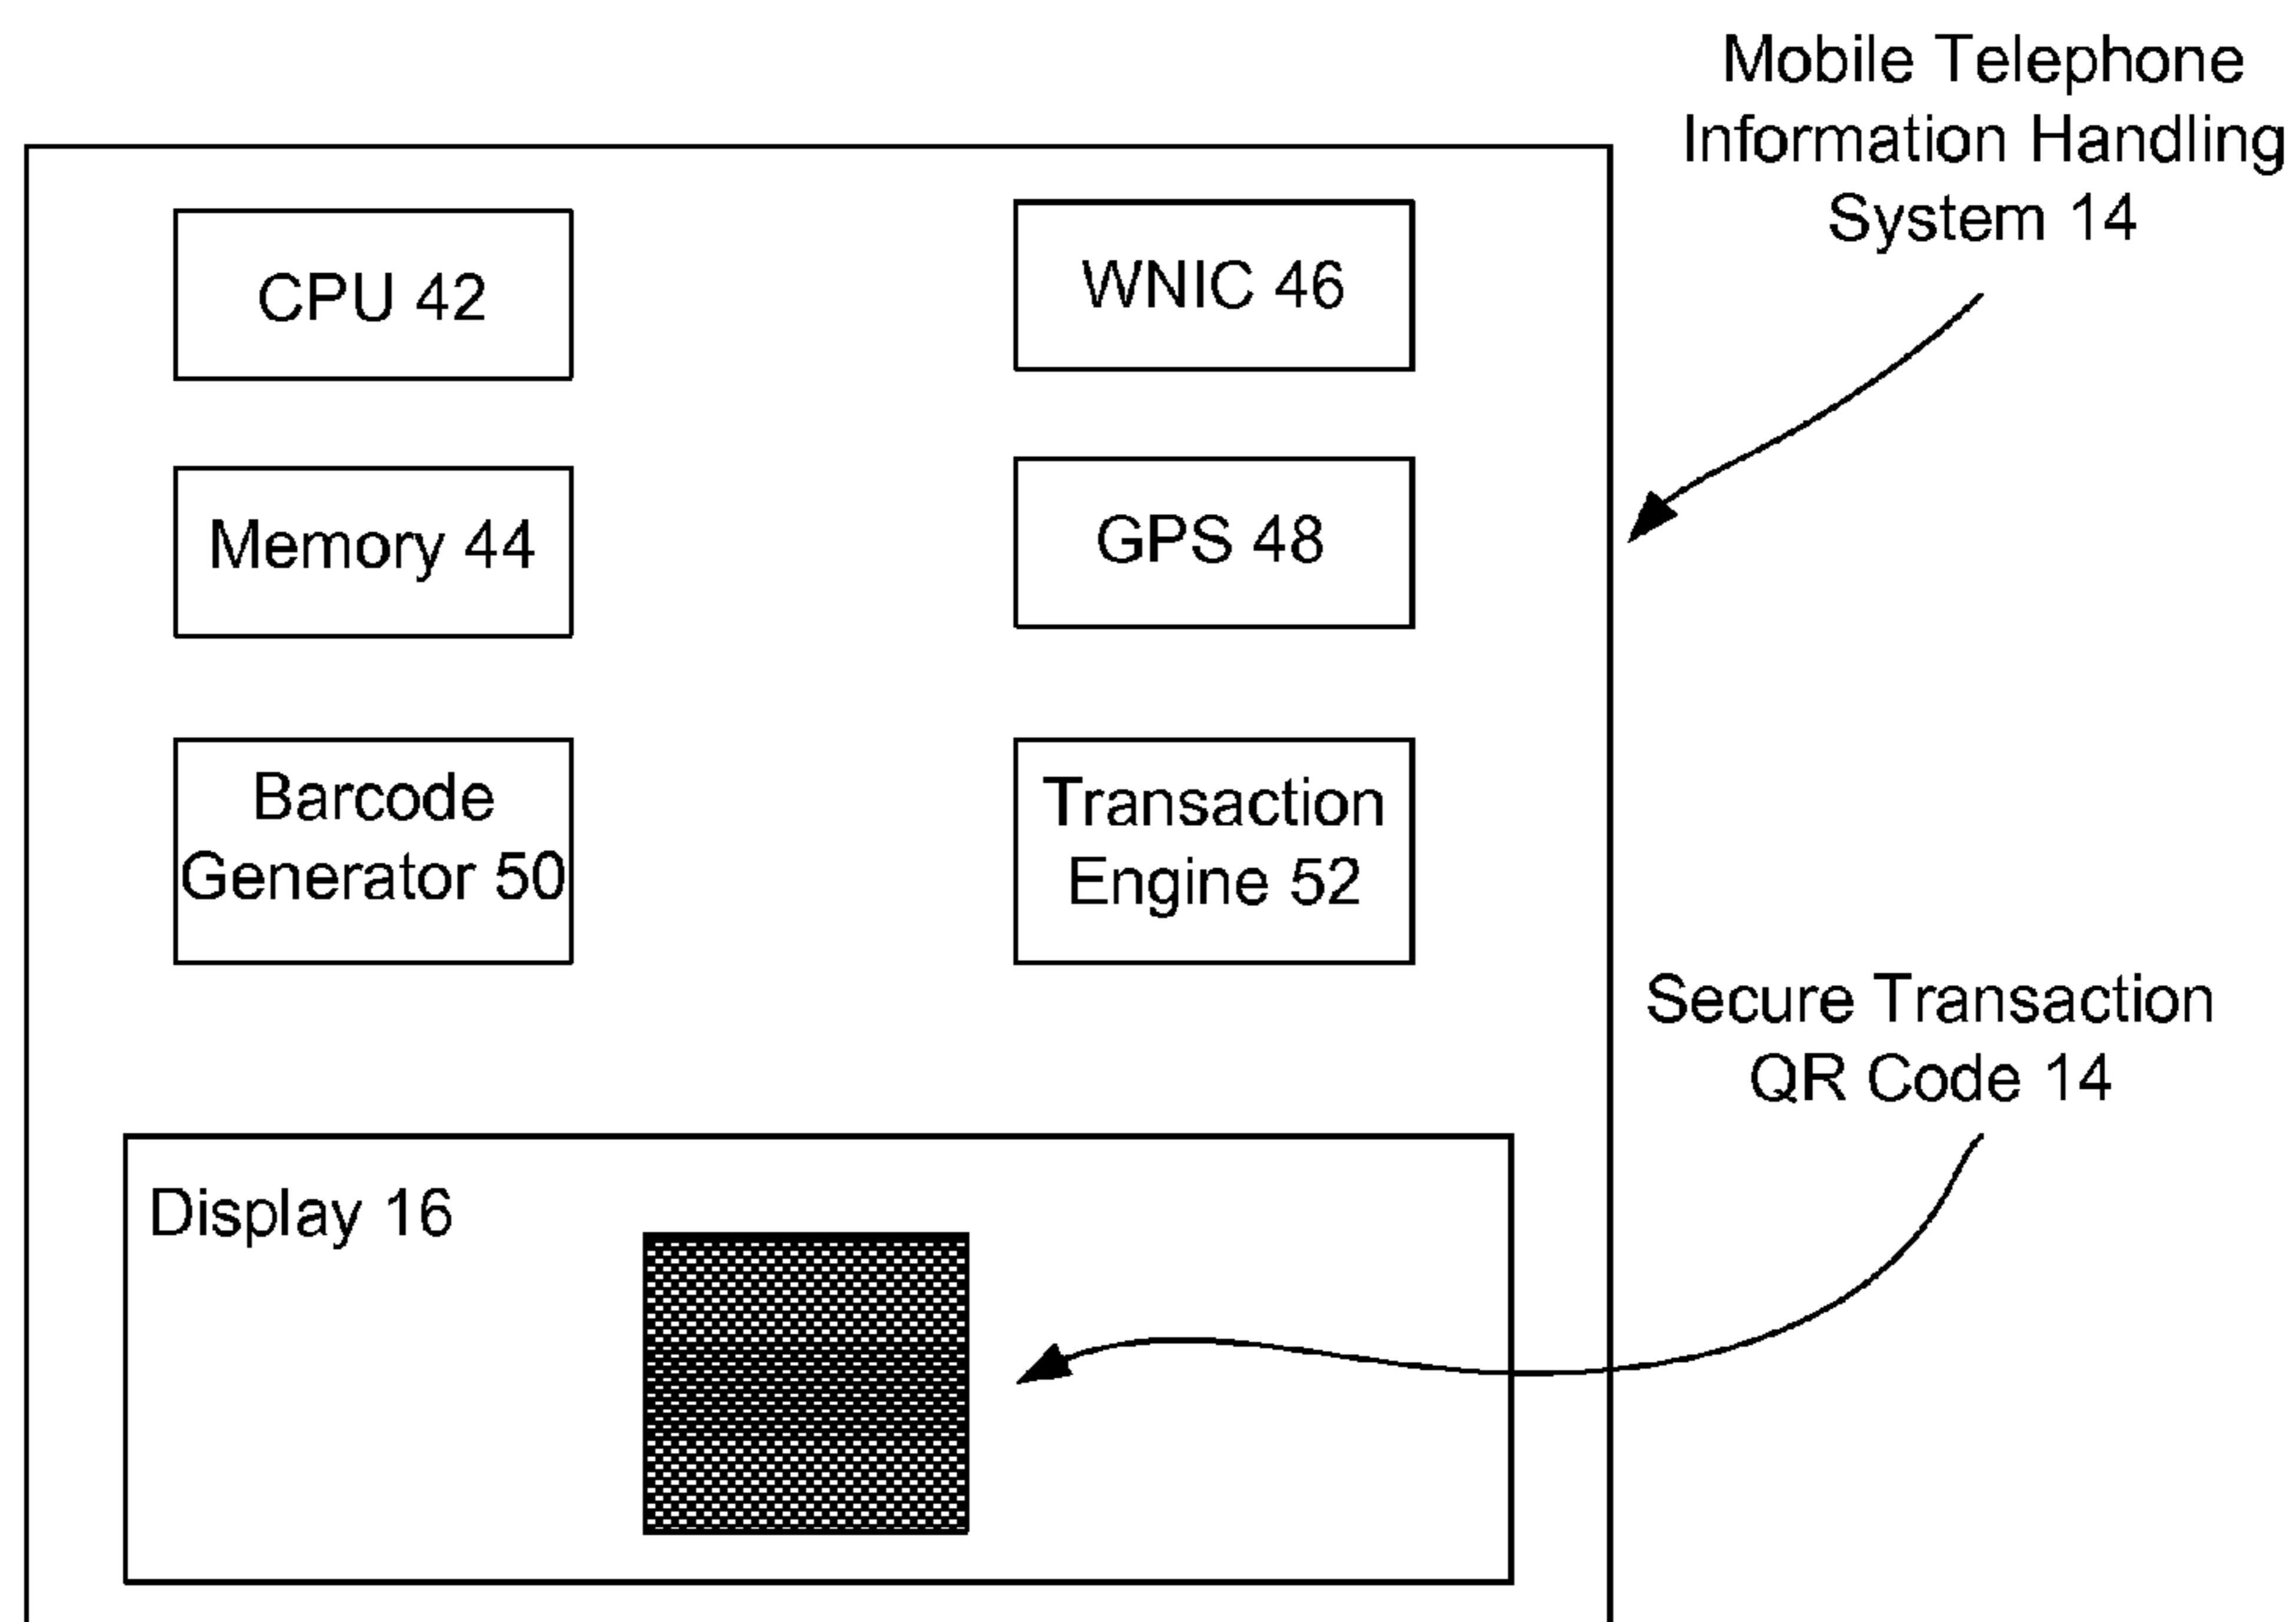 Mobile Telephone
Information Handling
System 14
CPU 42
WNIC 46
Memory 44
GPS 48
Barcode
Generator 50
Transaction
Engine 52
Secure Transaction
QR Code 14
Display 16